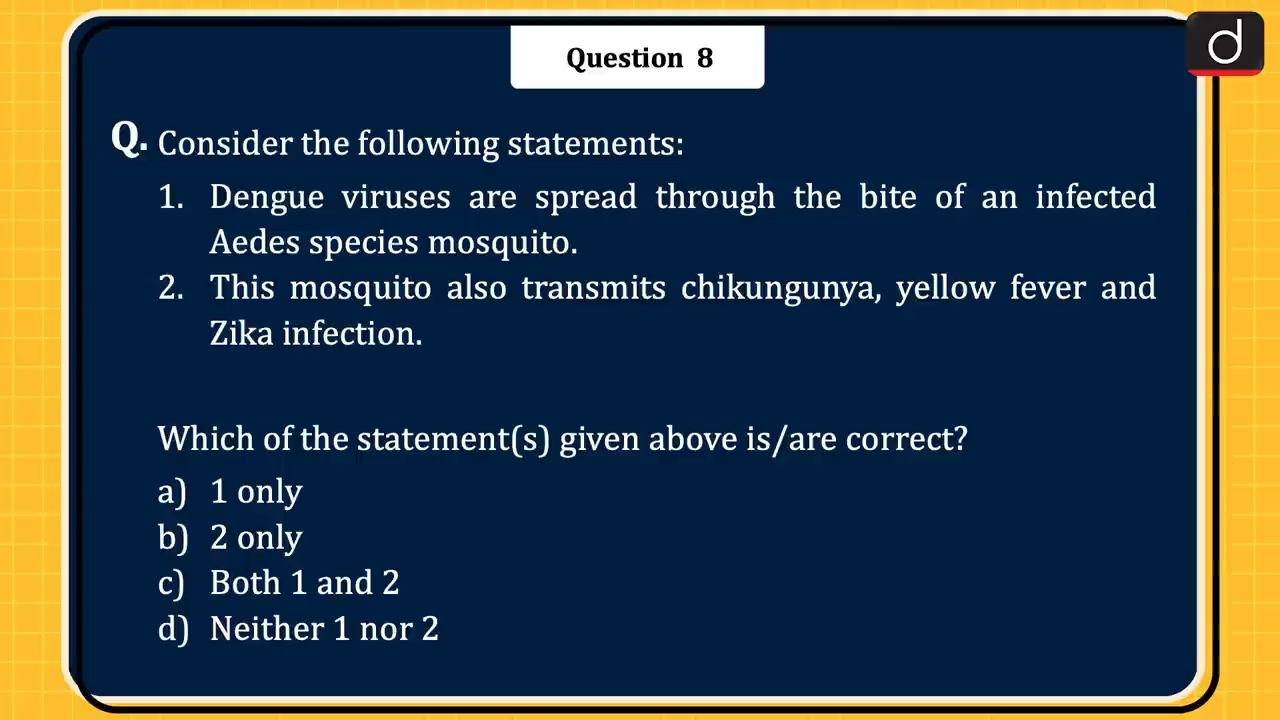 Question 8
d
Q. Consider the following statements:
1. Dengue viruses are spread through the bite of an infected
Aedes species mosquito.
2. This mosquito also transmits chikungunya, yellow fever and
Zika infection.
Which of the statement(s) given above is/are correct?
a) 1 only
b) 2 only
c) Both 1 and 2
d) Neither 1 nor 2